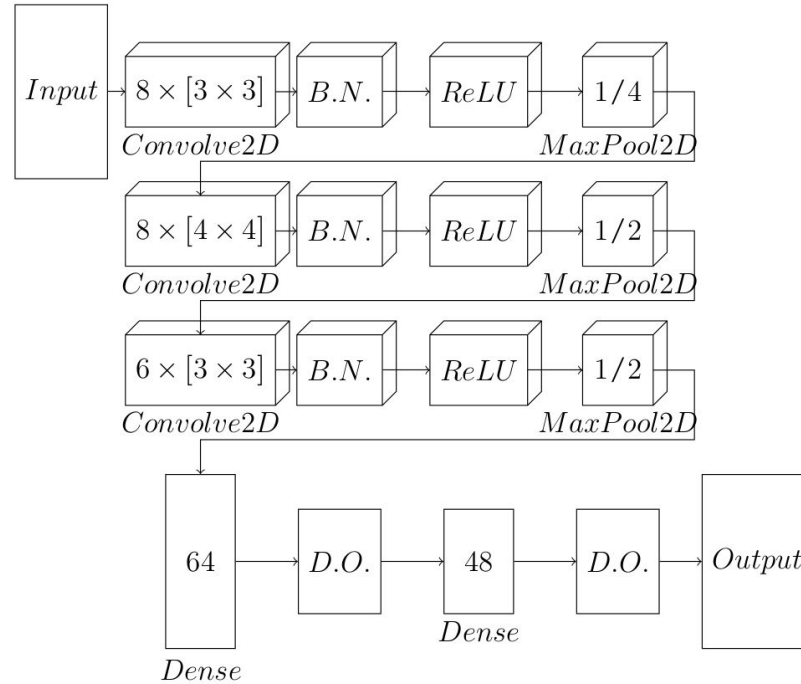 Input 8 × [3 × 3] B.N. ReLU 1/4
Convolve2D MaxPool2D
8 × [4 × 4] B.N. ReLU 1/2
Convolve2D MaxPool2D
6 × [3 × 3] B.N. ReLU 1/2
Convolve2D MaxPool2D
64 D.O. 48 D.O. Output
Dense
Dense